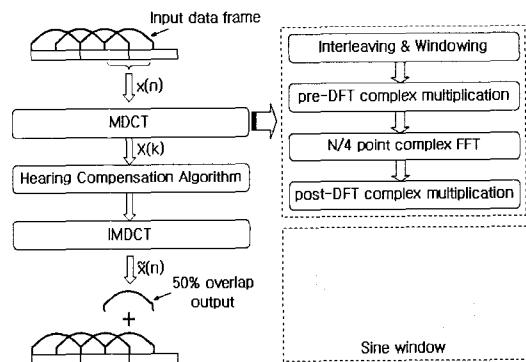 Input data frame
x(n)
MDCT
X(k)
Hearing Compensation Algorithm
IMDCT
x̃(n)
50% overlap
output
+
Interleaving & Windowing
pre-DFT complex multiplication
N/4 point complex FFT
post-DFT complex multiplication
Sine window